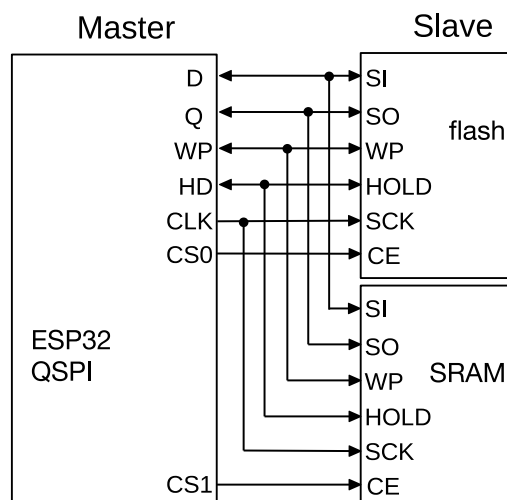 Master
Slave
D
SI
Q
SO
flash
WP
WP
HD
HOLD
CLK
SCK
CS0
CE
SI
ESP32
SO
QSPI
WP
SRAM
HOLD
SCK
CS1
CE